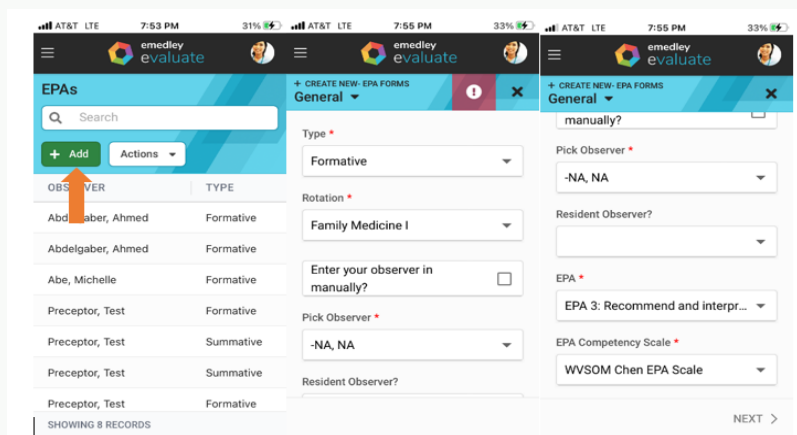 AT&T LTE 7:53 PM 31%
emedley
evaluate
EPAs
Search
+ Add Actions
TYPE
Ahmed Formative
Abdelgaber, Ahmed Formative
Abe, Michelle Formative
Preceptor, Test Formative
Preceptor, Test Summative
Preceptor, Test Summative
Preceptor, Test Formative
SHOWING 8 RECORDS
AT&T LTE 7:55 PM 33%
emedley
evaluate
+ CREATE NEW- EPA FORMS
General
Type *
Formative
Rotation *
Family Medicine I
Enter your observer in
manually?
Pick Observer *
-NA, NA
Resident Observer?
AT&T LTE 7:55 PM 33%
emedley
evaluate
+ CREATE NEW- EPA FORMS
General
manually?
Pick Observer *
-NA, NA
Resident Observer?
EPA *
EPA 3: Recommend and interpr...
EPA Competency Scale *
WVSOM Chen EPA Scale
NEXT >